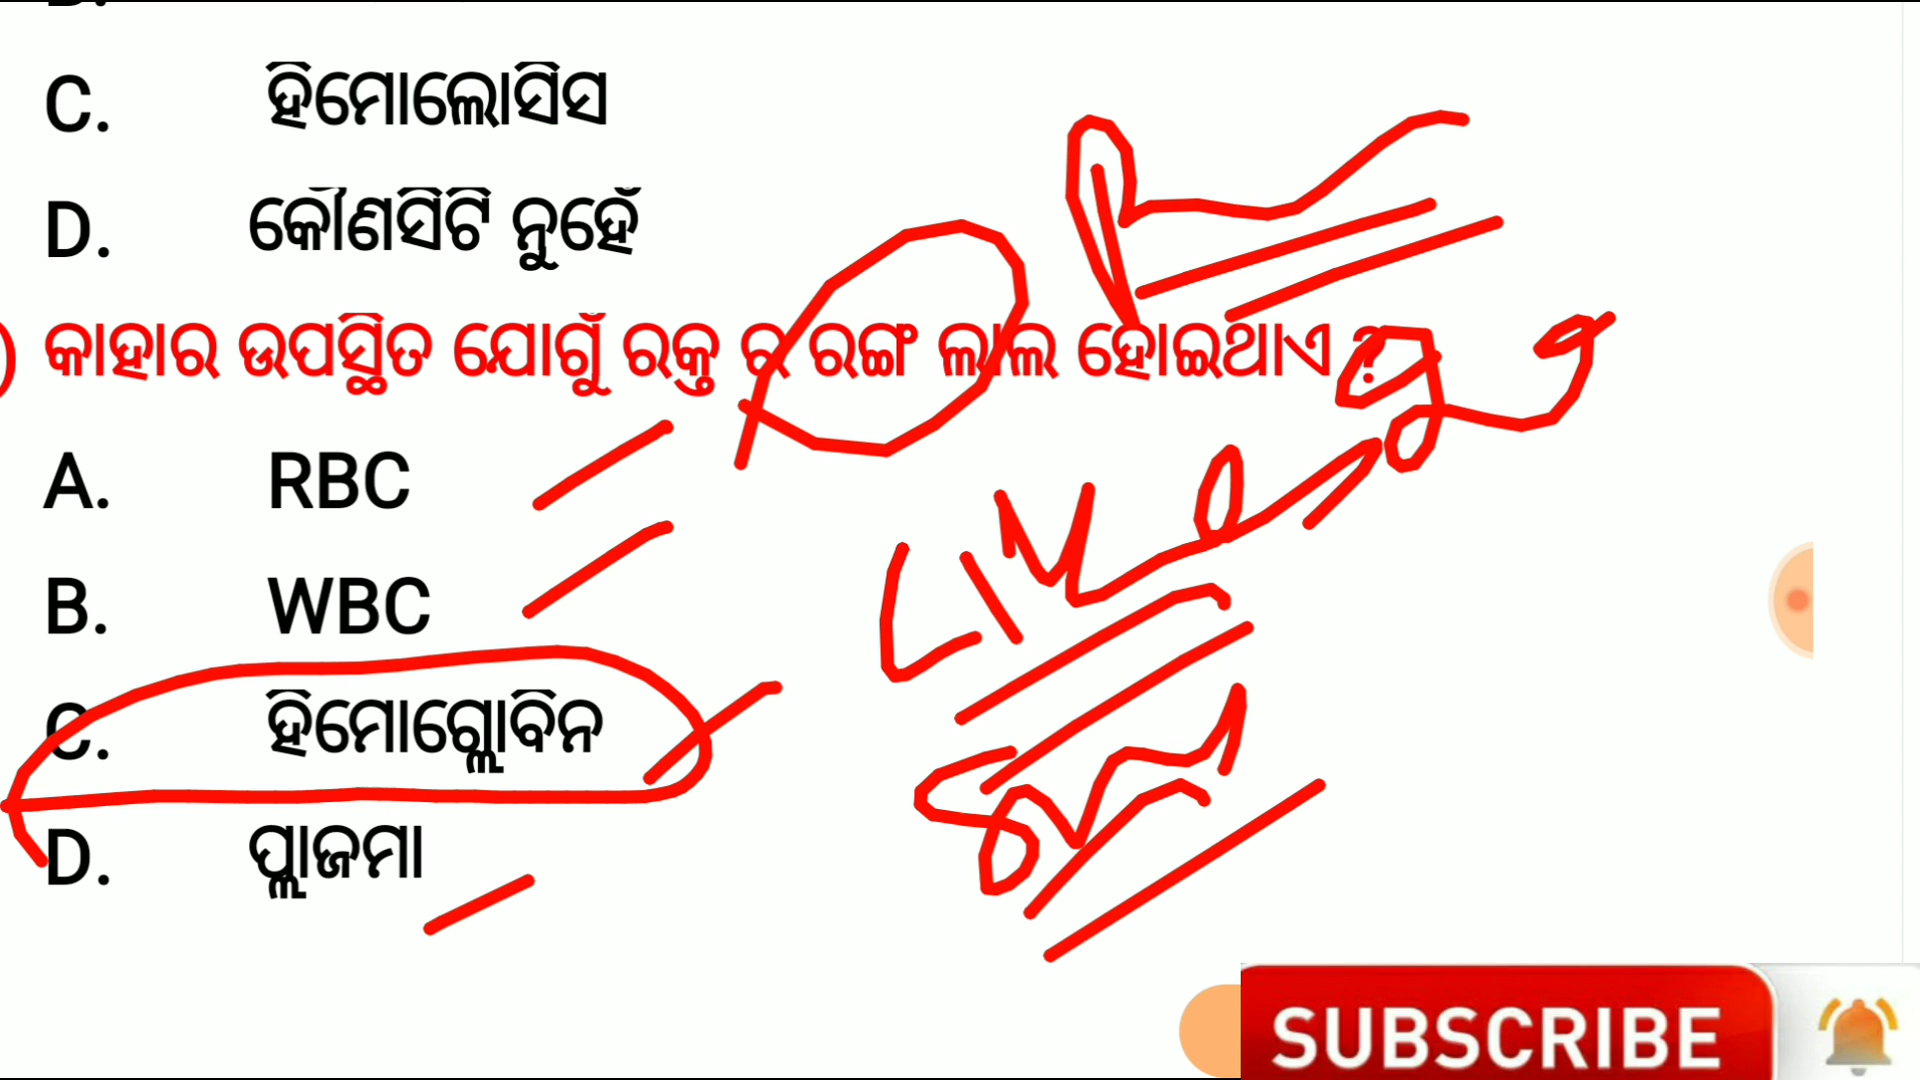 C. ହିମୋଲୋସିସ
D. କୌଣସିଟି ନୁହେଁ
) କାହାର ଉପସ୍ଥିତ ଯୋଗୁଁ ରକ୍ତ ର ରଙ୍ଗ ଲାଲ ହୋଇଥାଏ ?
A. RBC
B. WBC
C. ହିମୋଗ୍ଲୋବିନ
D. ପ୍ଲାଜମା
SUBSCRIBE